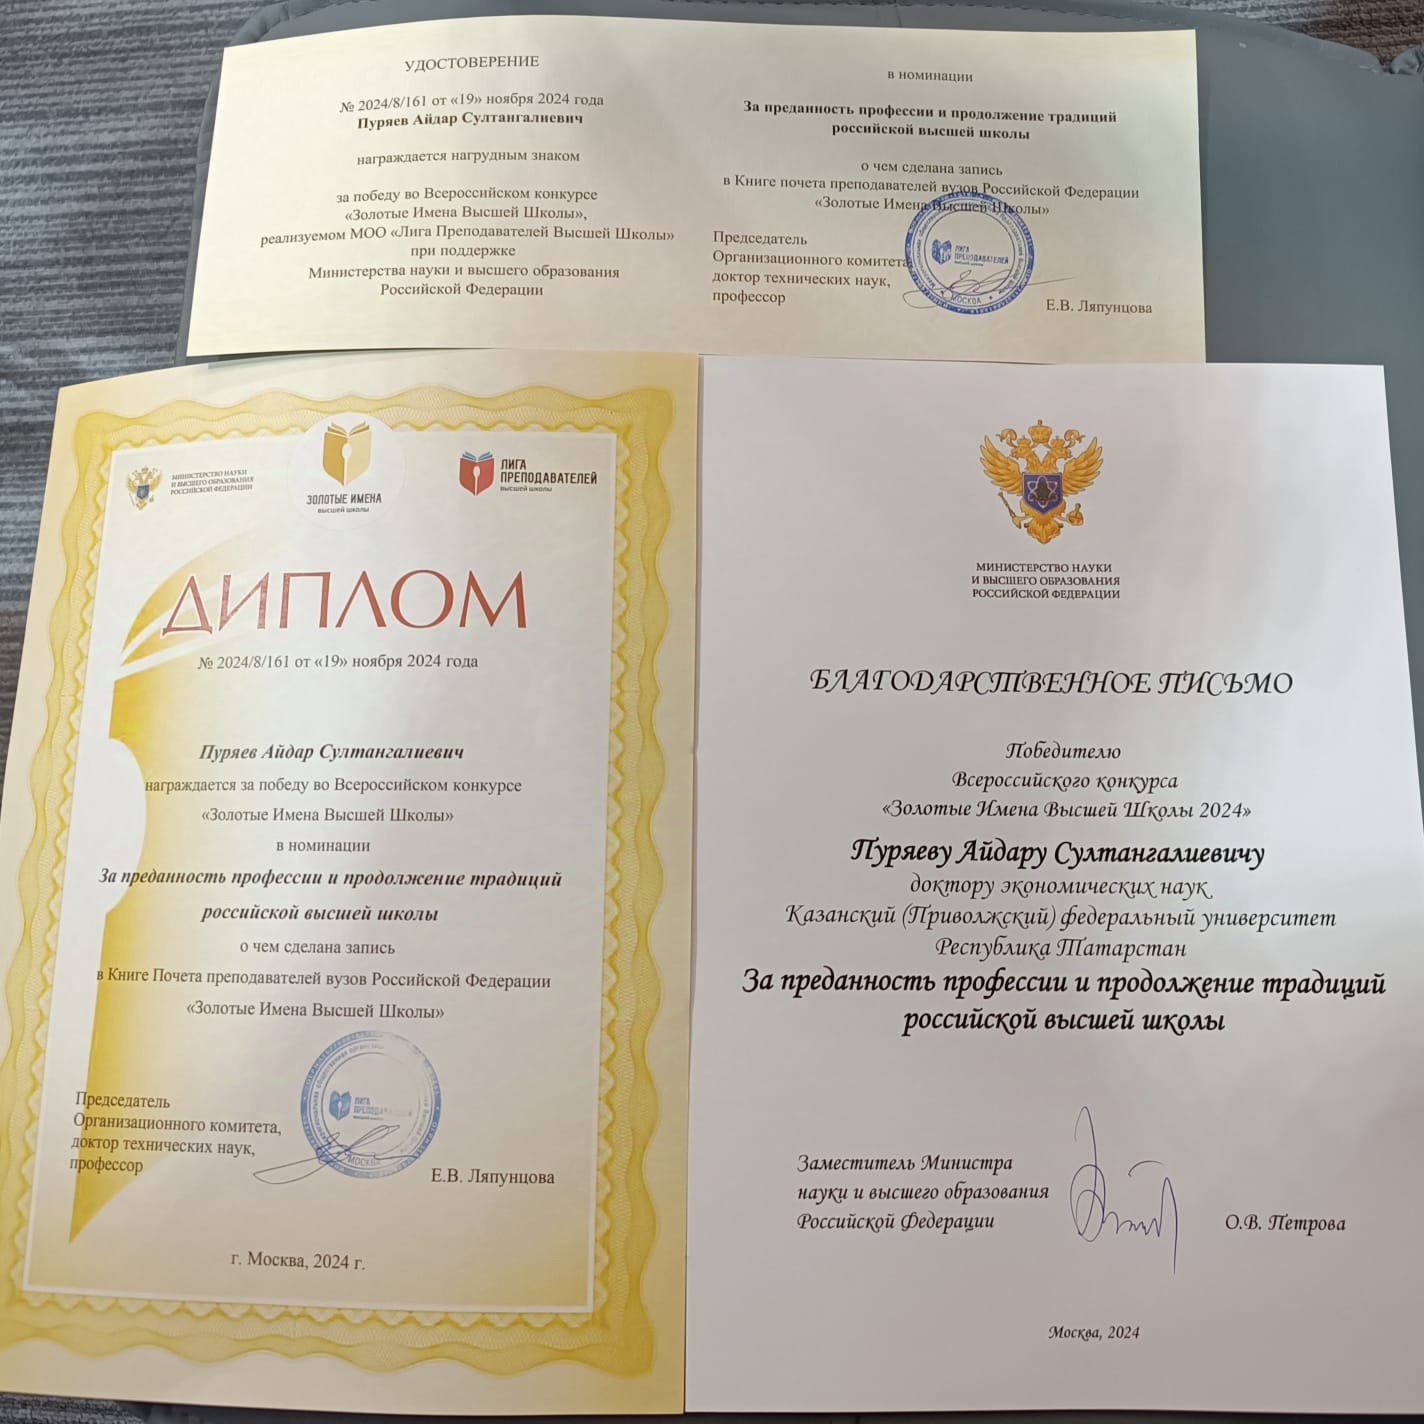 УДОСТОВЕРЕНИЕ
№ 2024/8/161 от «19» ноября 2024 года
Пуряев Айдар Султангалиевич
награждается нагрудным знаком
за победу во Всероссийском конкурсе
«Золотые Имена Высшей Школы»,
реализуемом МОО «Лига Преподавателей Высшей Школы»
при поддержке
Министерства науки и высшего образования
Российской Федерации
в номинации
За преданность профессии и продолжение традиций
российской высшей школы
о чем сделана запись
в Книге почета преподавателей вузов Российской Федерации
«Золотые Имена Высшей Школы»
Председатель
Организационного комитета
доктор технических наук,
профессор
ЛИГА
ПРЕПОДАВАТЕЛЕЙ
МОСКВА
Е.В. Ляпунцова
МИНИСТЕРСТВО НАУКИ
И ВЫСШЕГО ОБРАЗОВАНИЯ
РОССИЙСКОЙ ФЕДЕРАЦИИ
ЗОЛОТЫЕ ИМЕНА
высшей школы
ЛИГА
ПРЕПОДАВАТЕЛЕЙ
высшей школы
ДИПЛОМ
№ 2024/8/161 от «19» ноября 2024 года
Пуряев Айдар Султангалиевич
награждается за победу во Всероссийском конкурсе
«Золотые Имена Высшей Школы»
в номинации
За преданность профессии и продолжение традиций
российской высшей школы
о чем сделана запись
в Книге Почета преподавателей вузов Российской Федерации
«Золотые Имена Высшей Школы»
Председатель
Организационного комитета,
доктор технических наук,
профессор
ЛИГА
МОСКВА
Е.В. Ляпунцова
г. Москва, 2024 г.
МИНИСТЕРСТВО НАУКИ
И ВЫСШЕГО ОБРАЗОВАНИЯ
РОССИЙСКОЙ ФЕДЕРАЦИИ
БЛАГОДАРСТВЕННОЕ ПИСЬМО
Победителю
Всероссийского конкурса
«Золотые Имена Высшей Школы 2024»
Пуряеву Айдару Султангалиевичу
доктору экономических наук
Казанский (Приволжский) федеральный университет
Республика Татарстан
За преданность профессии и продолжение традиций
российской высшей школы
Заместитель Министра
науки и высшего образования
Российской Федерации
О.В. Петрова
Москва, 2024